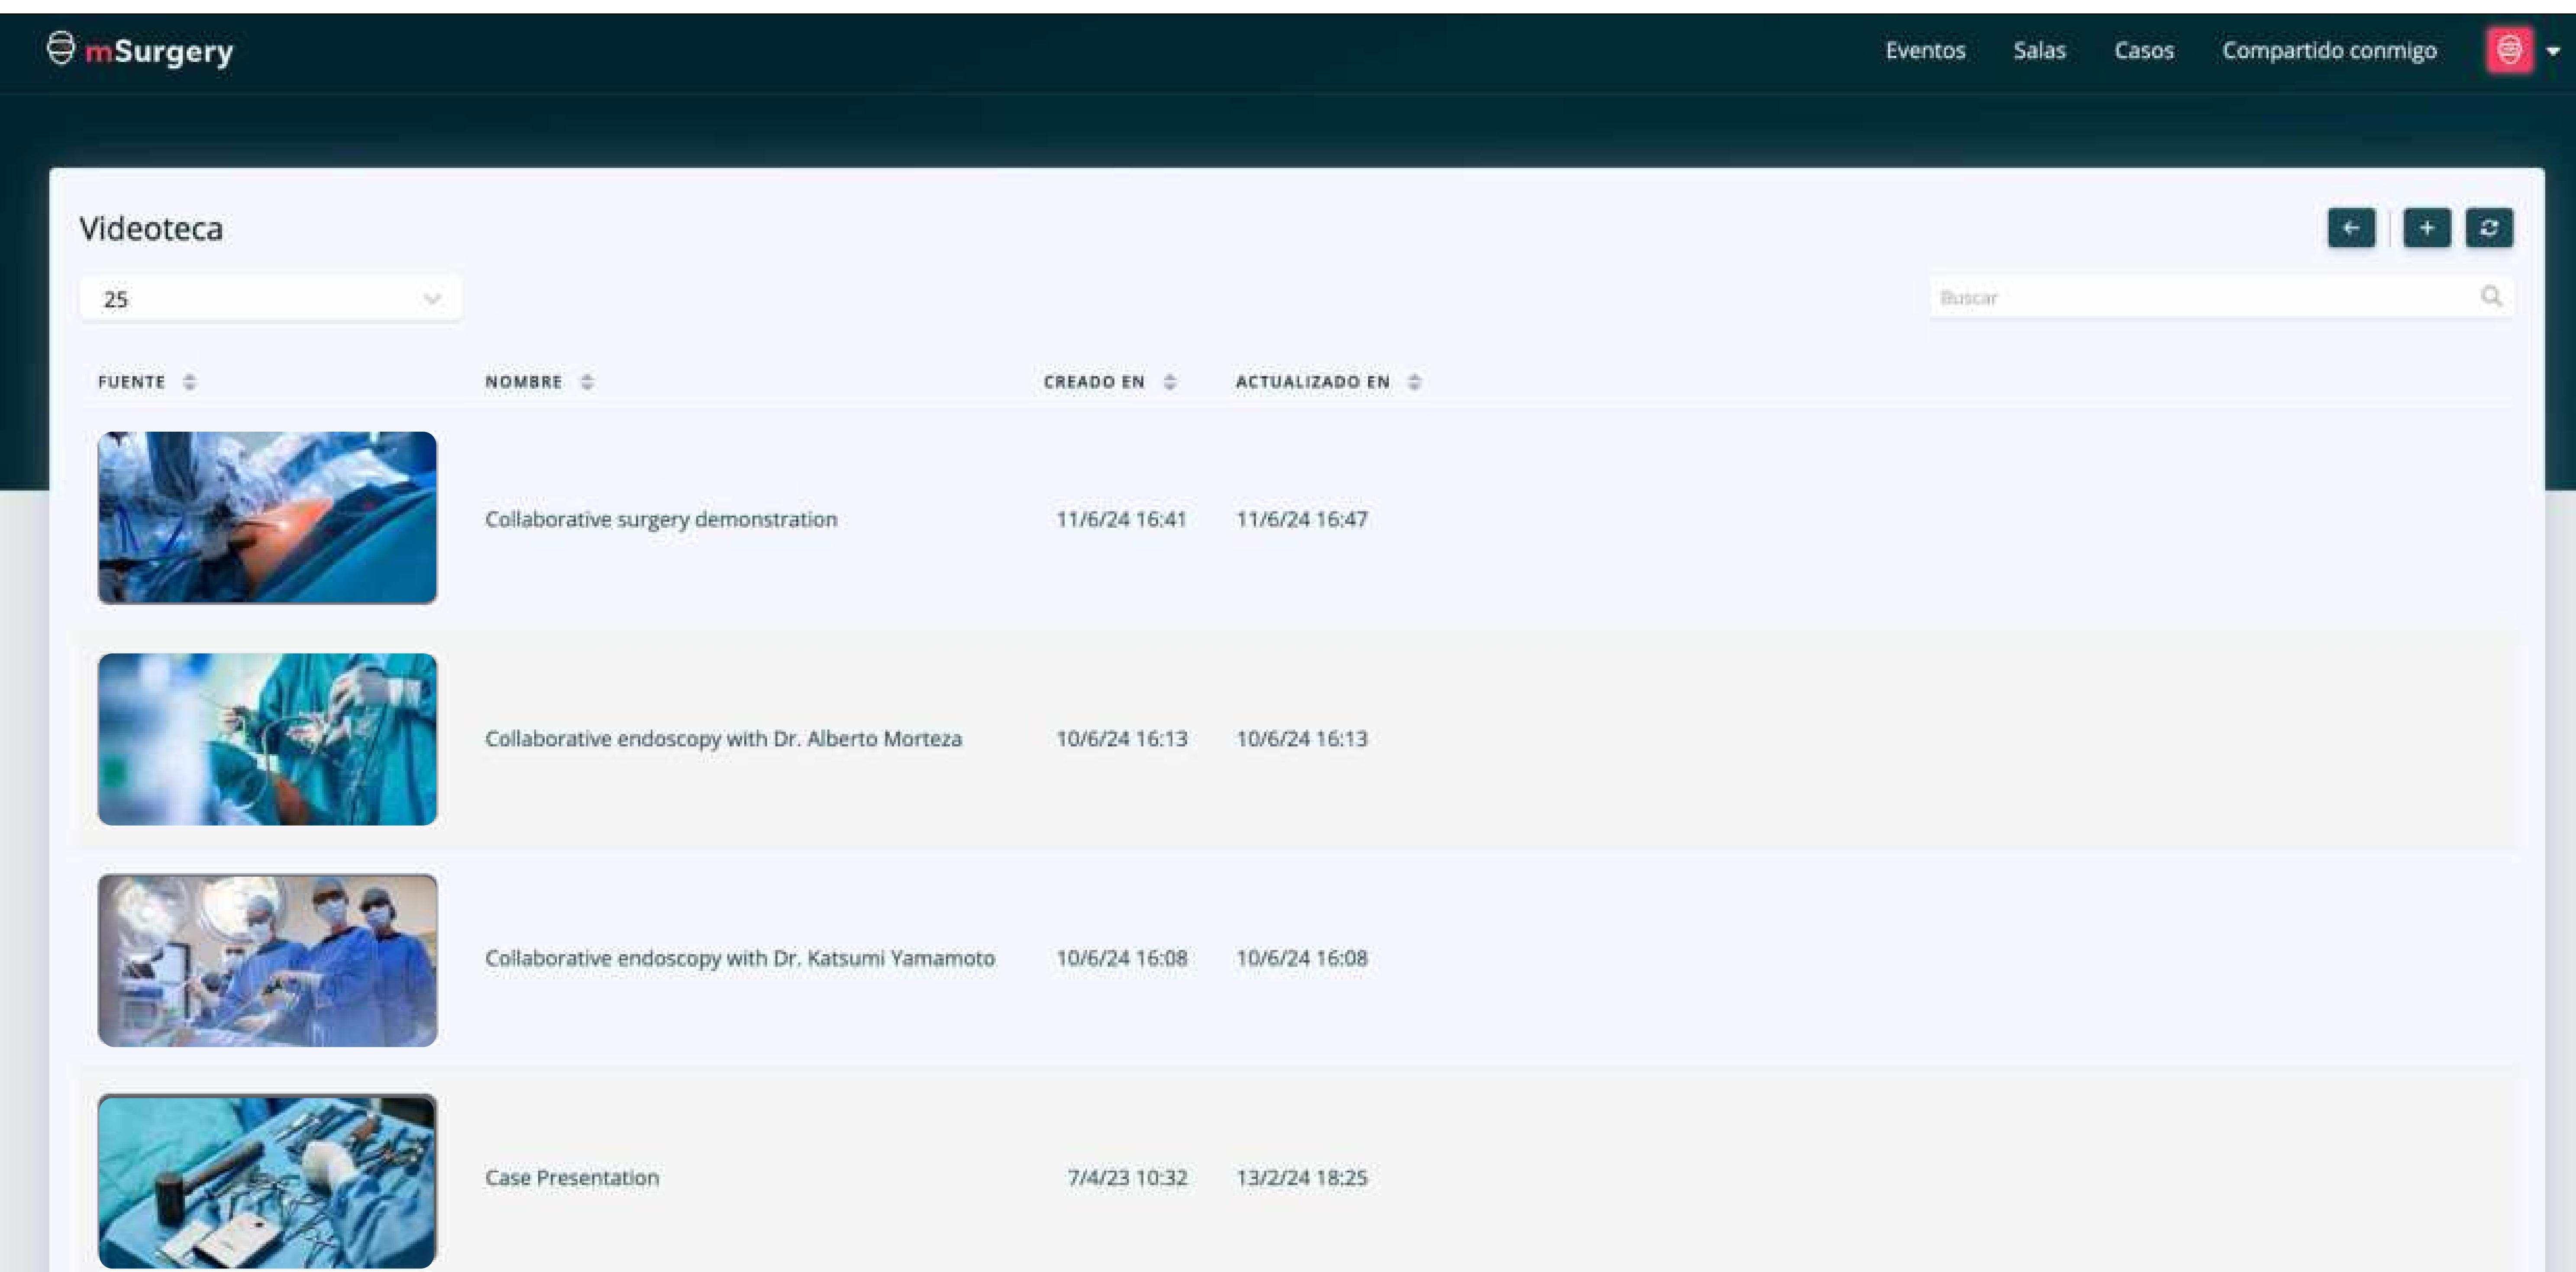 mSurgery
Eventos Salas Casos Compartido conmigo
Videoteca
25
Buscar
FUENTE NOMBRE CREADO EN ACTUALIZADO EN
Collaborative surgery demonstration 11/6/24 16:41 11/6/24 16:47
Collaborative endoscopy with Dr. Alberto Morteza 10/6/24 16:13 10/6/24 16:13
Collaborative endoscopy with Dr. Katsumi Yamamoto 10/6/24 16:08 10/6/24 16:08
Case Presentation 7/4/23 10:32 13/2/24 18:25